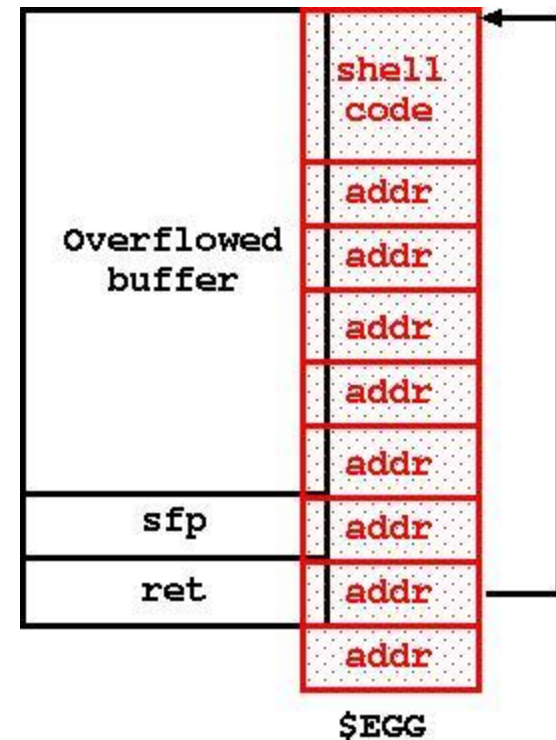 shell
code
addr
addr
Overflowed
buffer
addr
addr
addr
sfp
addr
ret
addr
addr
$EGG